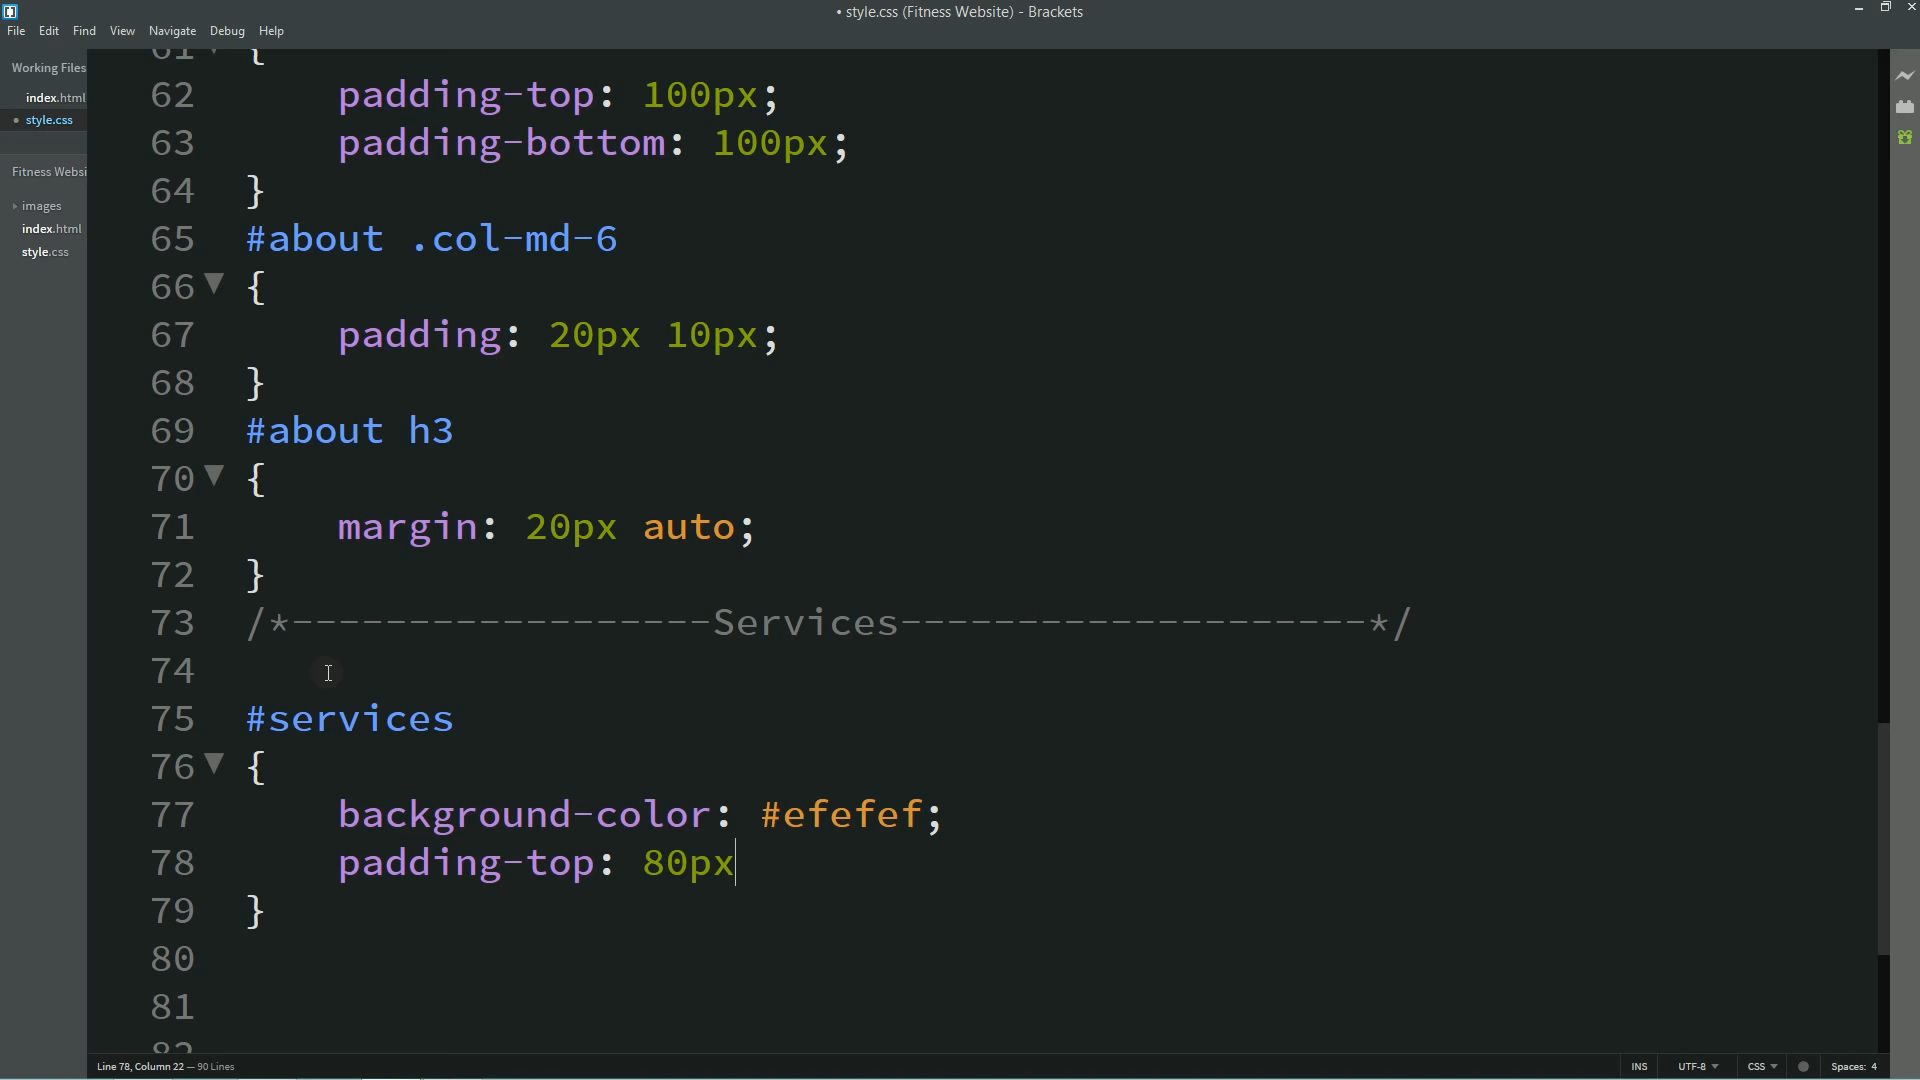 • style.css (Fitness Website) - Brackets
File Edit Find View Navigate Debug Help
Working Files
index.html
• style.css
Fitness Websi
images
index.html
style.css
61 {
62 padding-top: 100px;
63 padding-bottom: 100px;
64 }
65 #about .col-md-6
66 {
67 padding: 20px 10px;
68 }
69 #about h3
70 {
71 margin: 20px auto;
72 }
73 /*------------------Services--------------------*/
74
75 #services
76 {
77 background-color: #efefef;
78 padding-top: 80px
79 }
80
81
82
Line 78, Column 22 — 90 Lines
INS UTF-8 CSS Spaces: 4